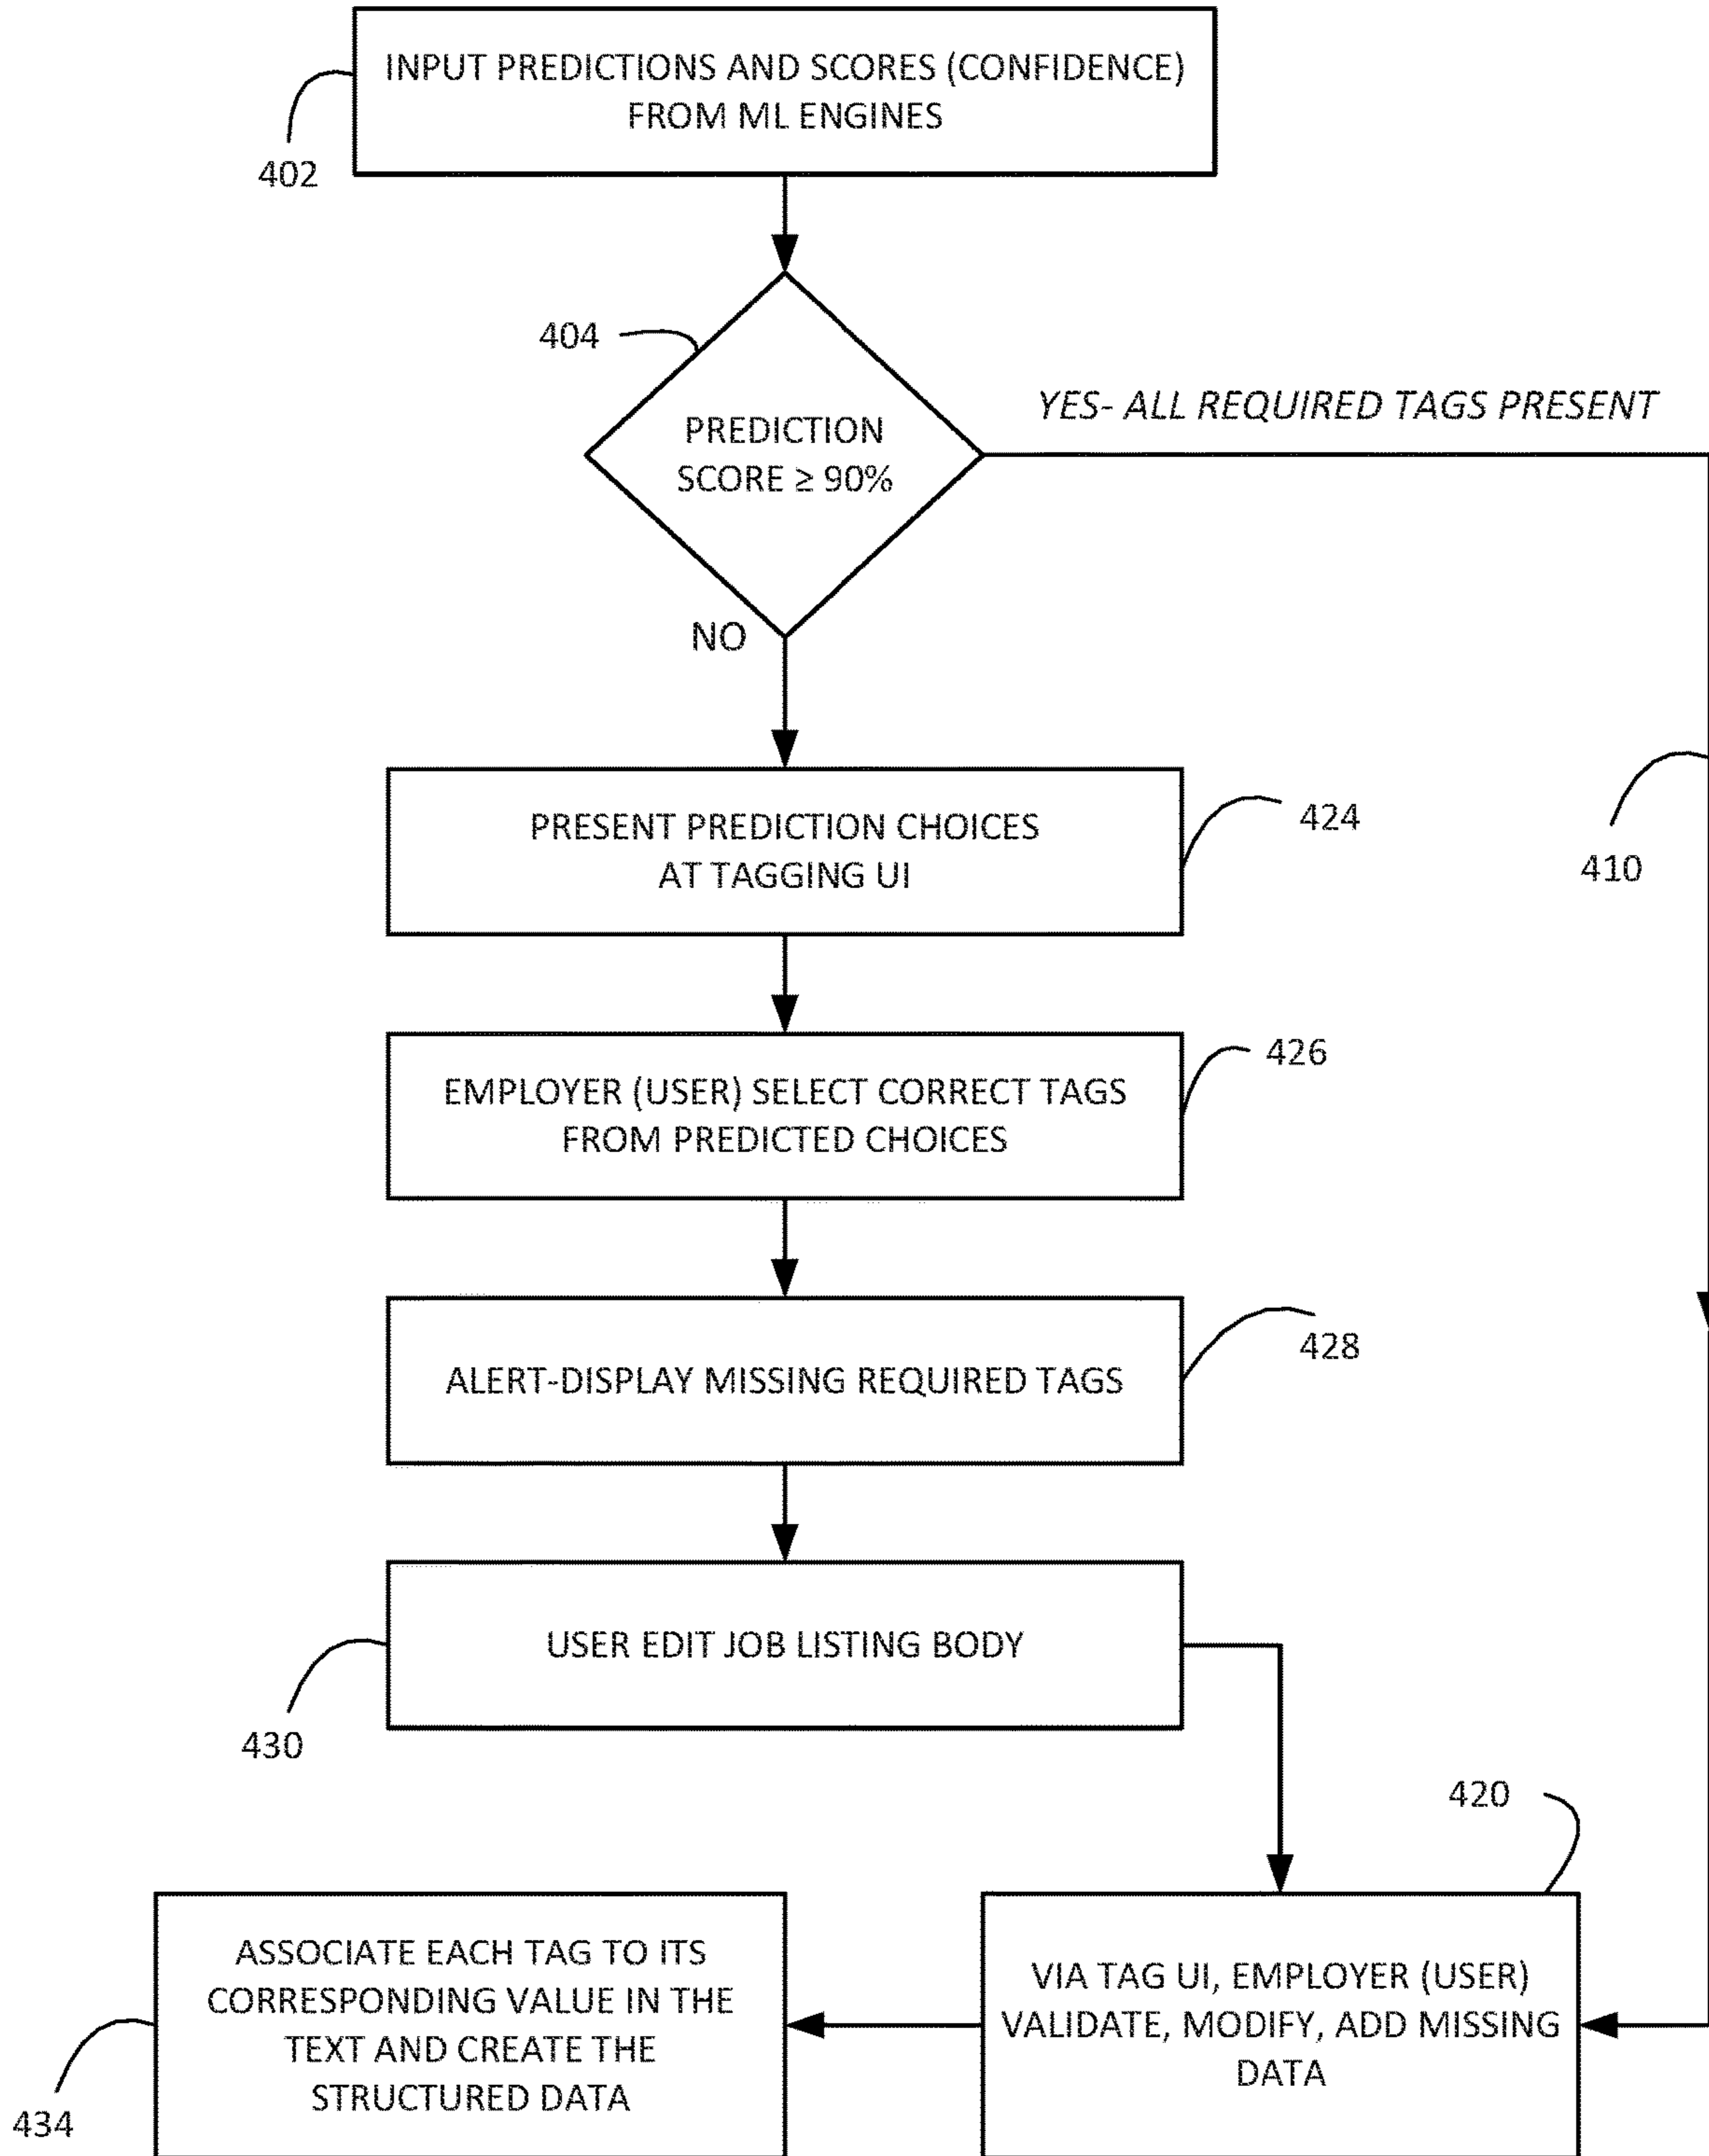 INPUT PREDICTIONS AND SCORES (CONFIDENCE)
FROM ML ENGINES
402
404
PREDICTION
SCORE ≥ 90%
YES- ALL REQUIRED TAGS PRESENT
NO
410
PRESENT PREDICTION CHOICES
AT TAGGING UI
424
EMPLOYER (USER) SELECT CORRECT TAGS
FROM PREDICTED CHOICES
426
ALERT-DISPLAY MISSING REQUIRED TAGS
428
USER EDIT JOB LISTING BODY
430
420
VIA TAG UI, EMPLOYER (USER)
VALIDATE, MODIFY, ADD MISSING
DATA
ASSOCIATE EACH TAG TO ITS
CORRESPONDING VALUE IN THE
TEXT AND CREATE THE
STRUCTURED DATA
434